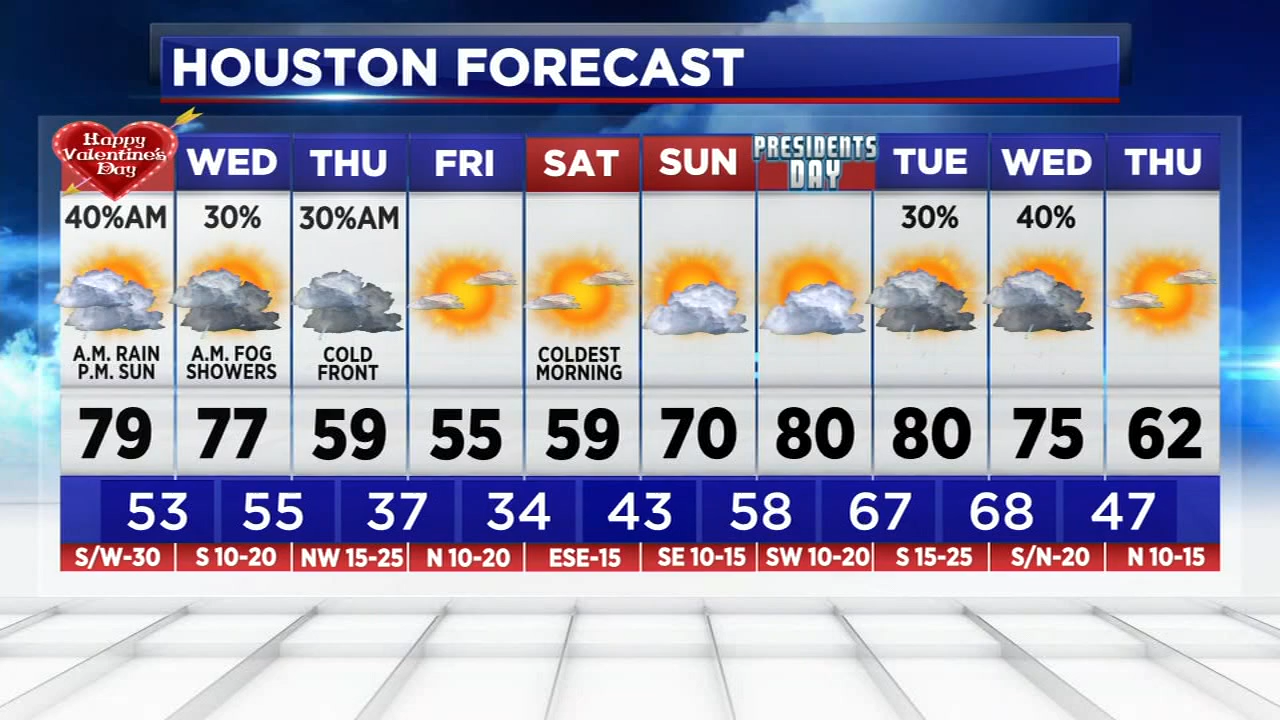 HOUSTON FORECAST
Happy
Valentine's
Day
WED
THU
FRI
SAT
SUN
PRESIDENTS
DAY
TUE
WED
THU
40%AM
30%
30%AM
30%
40%
A.M. RAIN
P.M. SUN
A.M. FOG
SHOWERS
COLD
FRONT
COLDEST
MORNING
79 77 59 55 59 70 80 80 75 62
53 55 37 34 43 58 67 68 47
S/W-30 S 10-20 NW 15-25 N 10-20 ESE-15 SE 10-15 SW 10-20 S 15-25 S/N-20 N 10-15